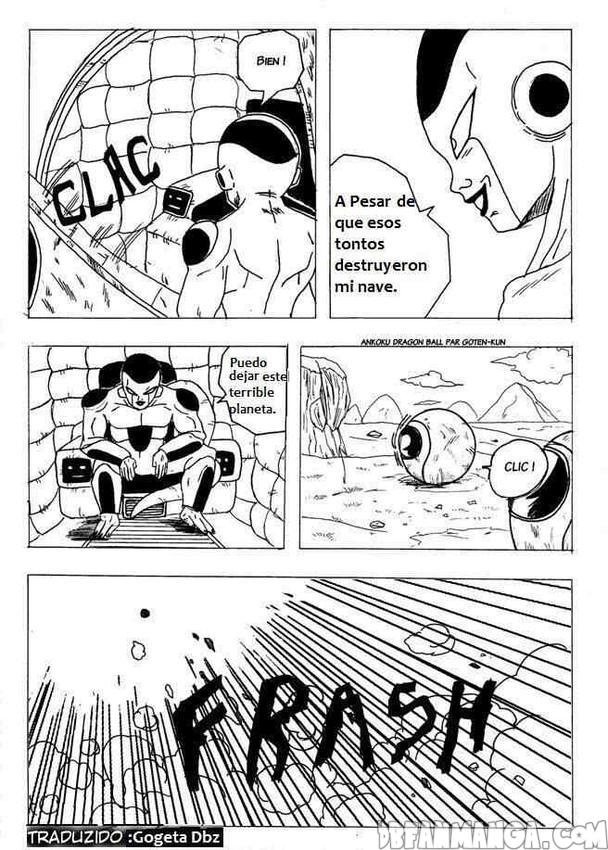 BIEN !
CLAC
A Pesar de
que esos
tontos
destruyeron
mi nave.
ANKOKU DRAGON BALL PAR GOTEN-KUN
Puedo
dejar este
terrible
planeta.
CLIC !
FRASH
TRADUZIDO :Gogeta Dbz
DBFANMANGA.COM